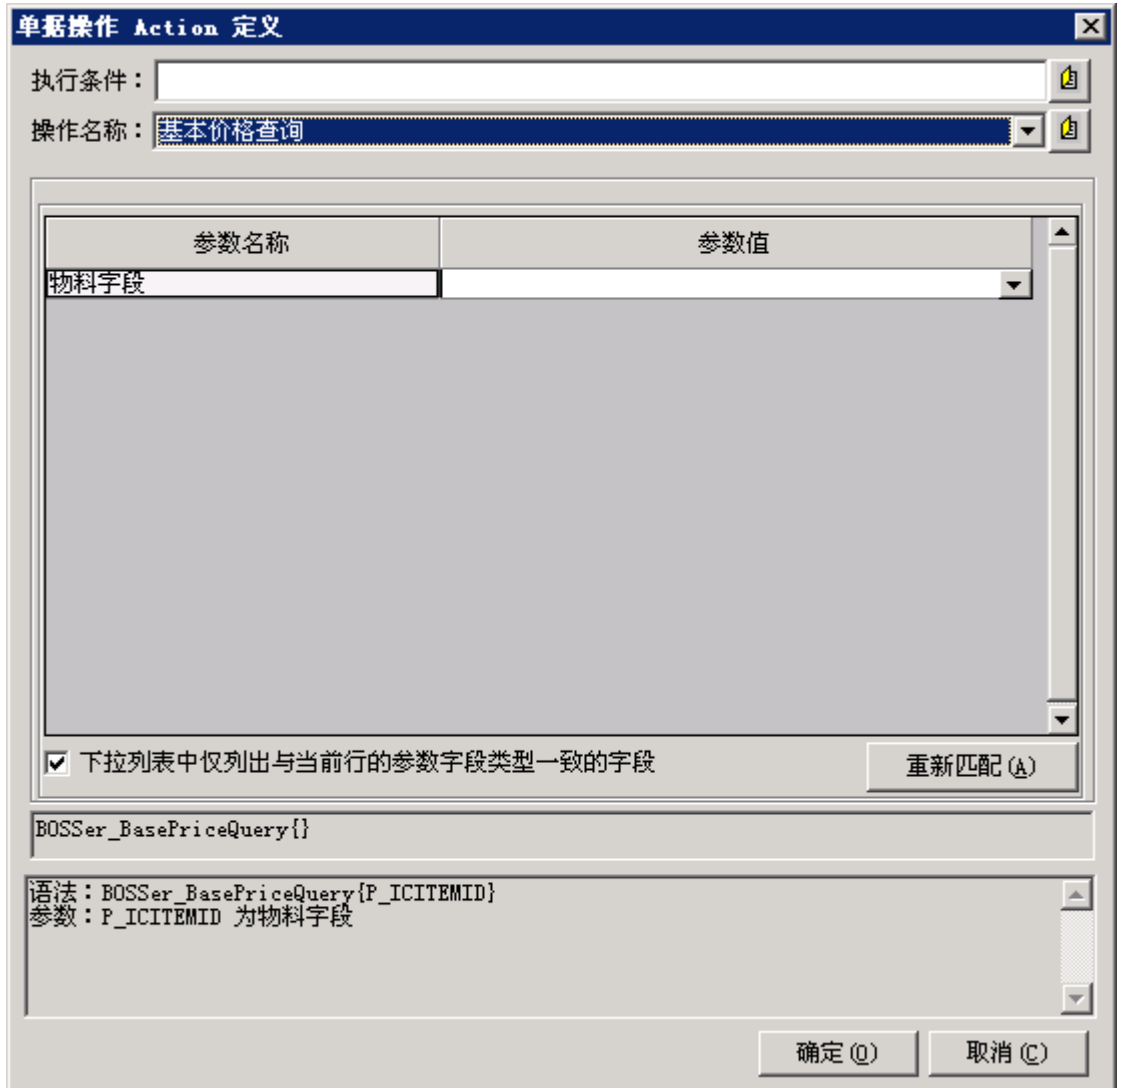 单据操作 Action 定义
执行条件：
操作名称：基本价格查询
参数名称 参数值
物料字段
下拉列表中仅列出与当前行的参数字段类型一致的字段 重新匹配(A)
BOSSer_BasePriceQuery{}
语法：BOSSer_BasePriceQuery{P_ICITEMID}
参数：P_ICITEMID 为物料字段
确定(O) 取消(C)